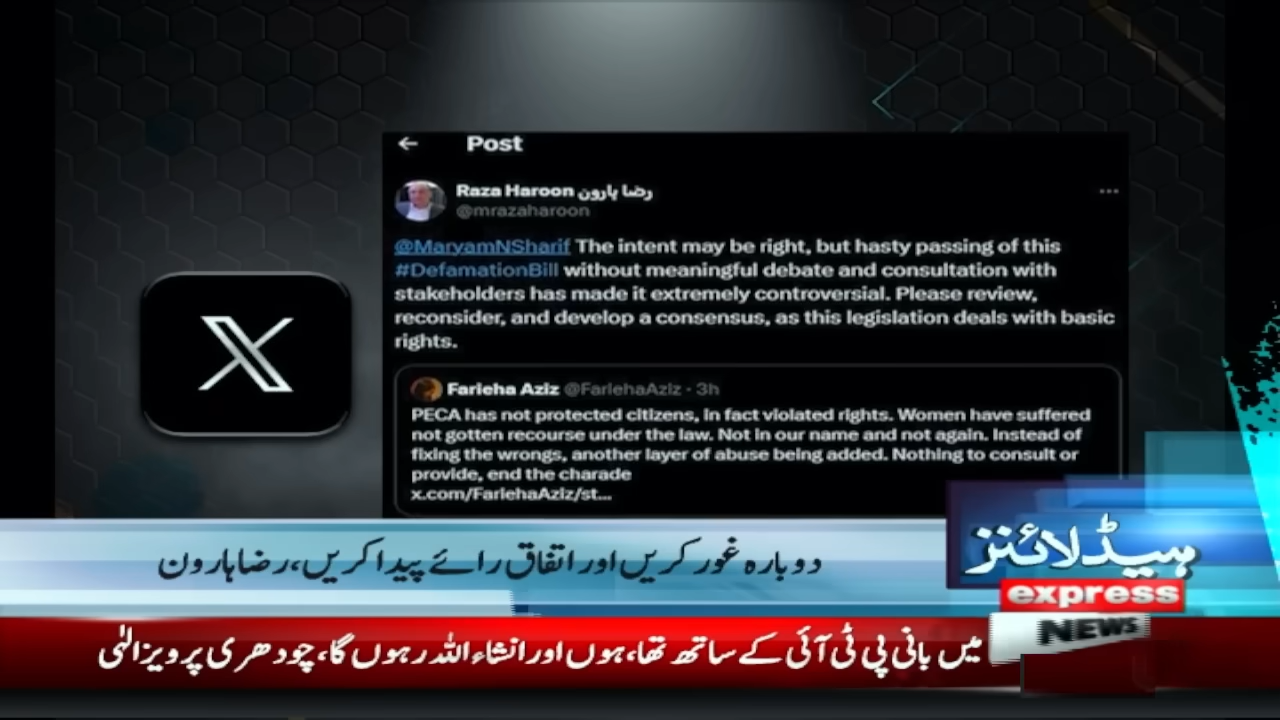 Post
Raza Haroon رضا ہارون
@mrazaharoon
@MaryamNSharif The intent may be right, but hasty passing of this
#DefamationBill without meaningful debate and consultation with
stakeholders has made it extremely controversial. Please review,
reconsider, and develop a consensus, as this legislation deals with basic
rights.
Farieha Aziz @FariehaAziz · 3h
PECA has not protected citizens, in fact violated rights. Women have suffered
not gotten recourse under the law. Not in our name and not again. Instead of
fixing the wrongs, another layer of abuse being added. Nothing to consult or
provide, end the charade
x.com/FariehaAziz/st...
دوبارہ غور کریں اور اتفاق رائے پیدا کریں، رضا ہارون
ہیڈلائنز
express
NEWS
میں بانی پی ٹی آئی کے ساتھ تھا، ہوں اور انشاءاللہ رہوں گا، چودھری پرویز الٰہی